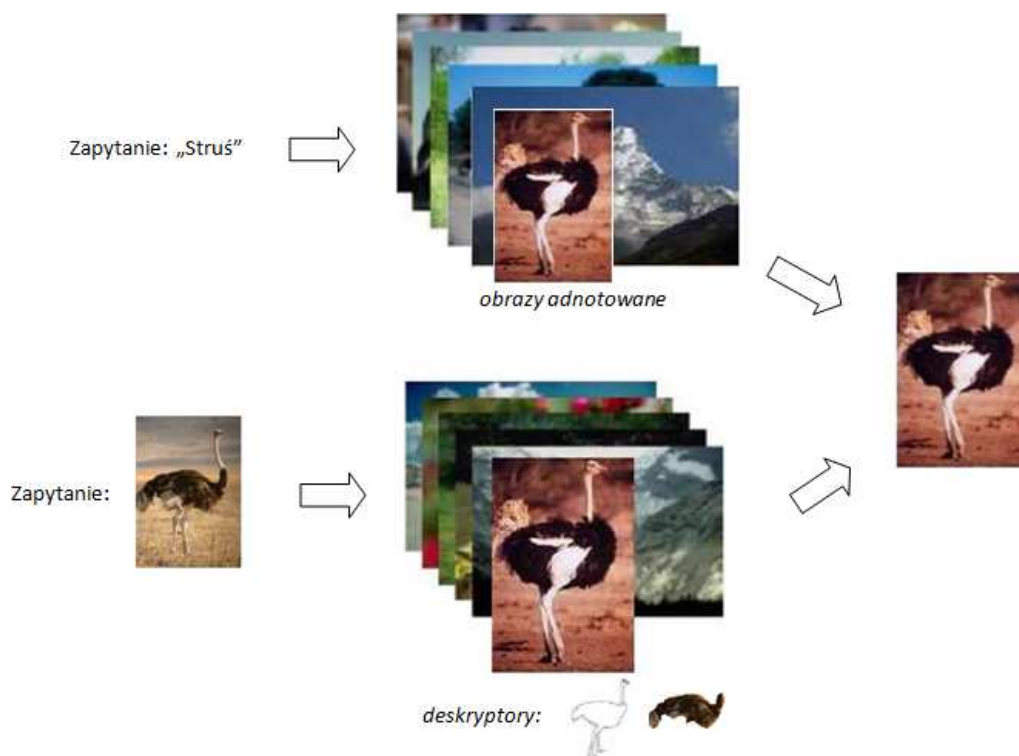 Zapytanie: „Struś”
obrazy adnotowane
Zapytanie:
deskryptory: